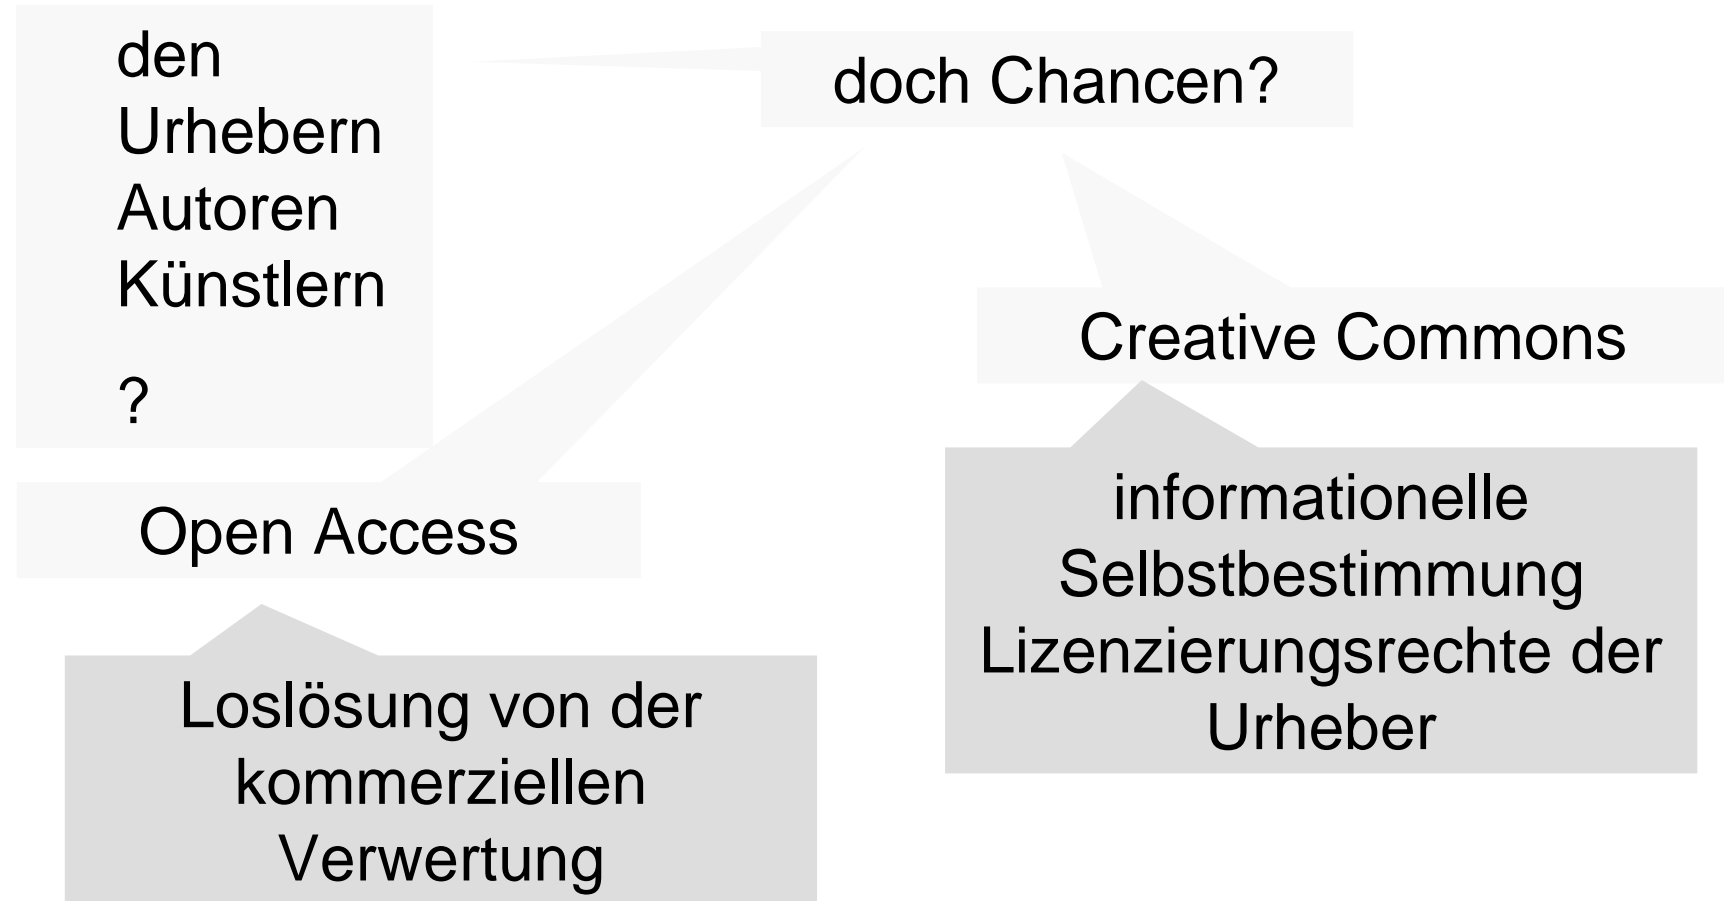 den
Urhebern
Autoren
Künstlern
?
doch Chancen?
Creative Commons
informationelle
Selbstbestimmung
Lizenzierungsrechte der
Urheber
Open Access
Loslösung von der
kommerziellen
Verwertung